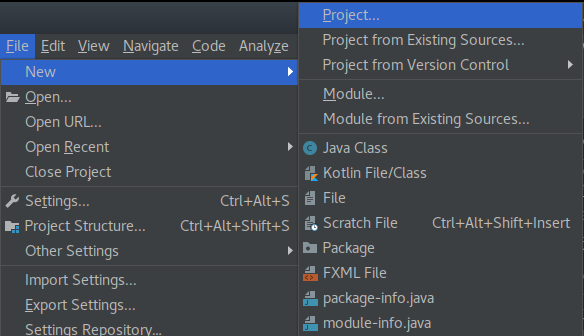 File Edit View Navigate Code Analyze
New
Open...
Open URL...
Open Recent
Close Project
Settings... Ctrl+Alt+S
Project Structure... Ctrl+Alt+Shift+S
Other Settings
Import Settings...
Export Settings...
Settings Repository...
Project...
Project from Existing Sources...
Project from Version Control
Module...
Module from Existing Sources...
Java Class
Kotlin File/Class
File
Scratch File Ctrl+Alt+Shift+Insert
Package
FXML File
package-info.java
module-info.java